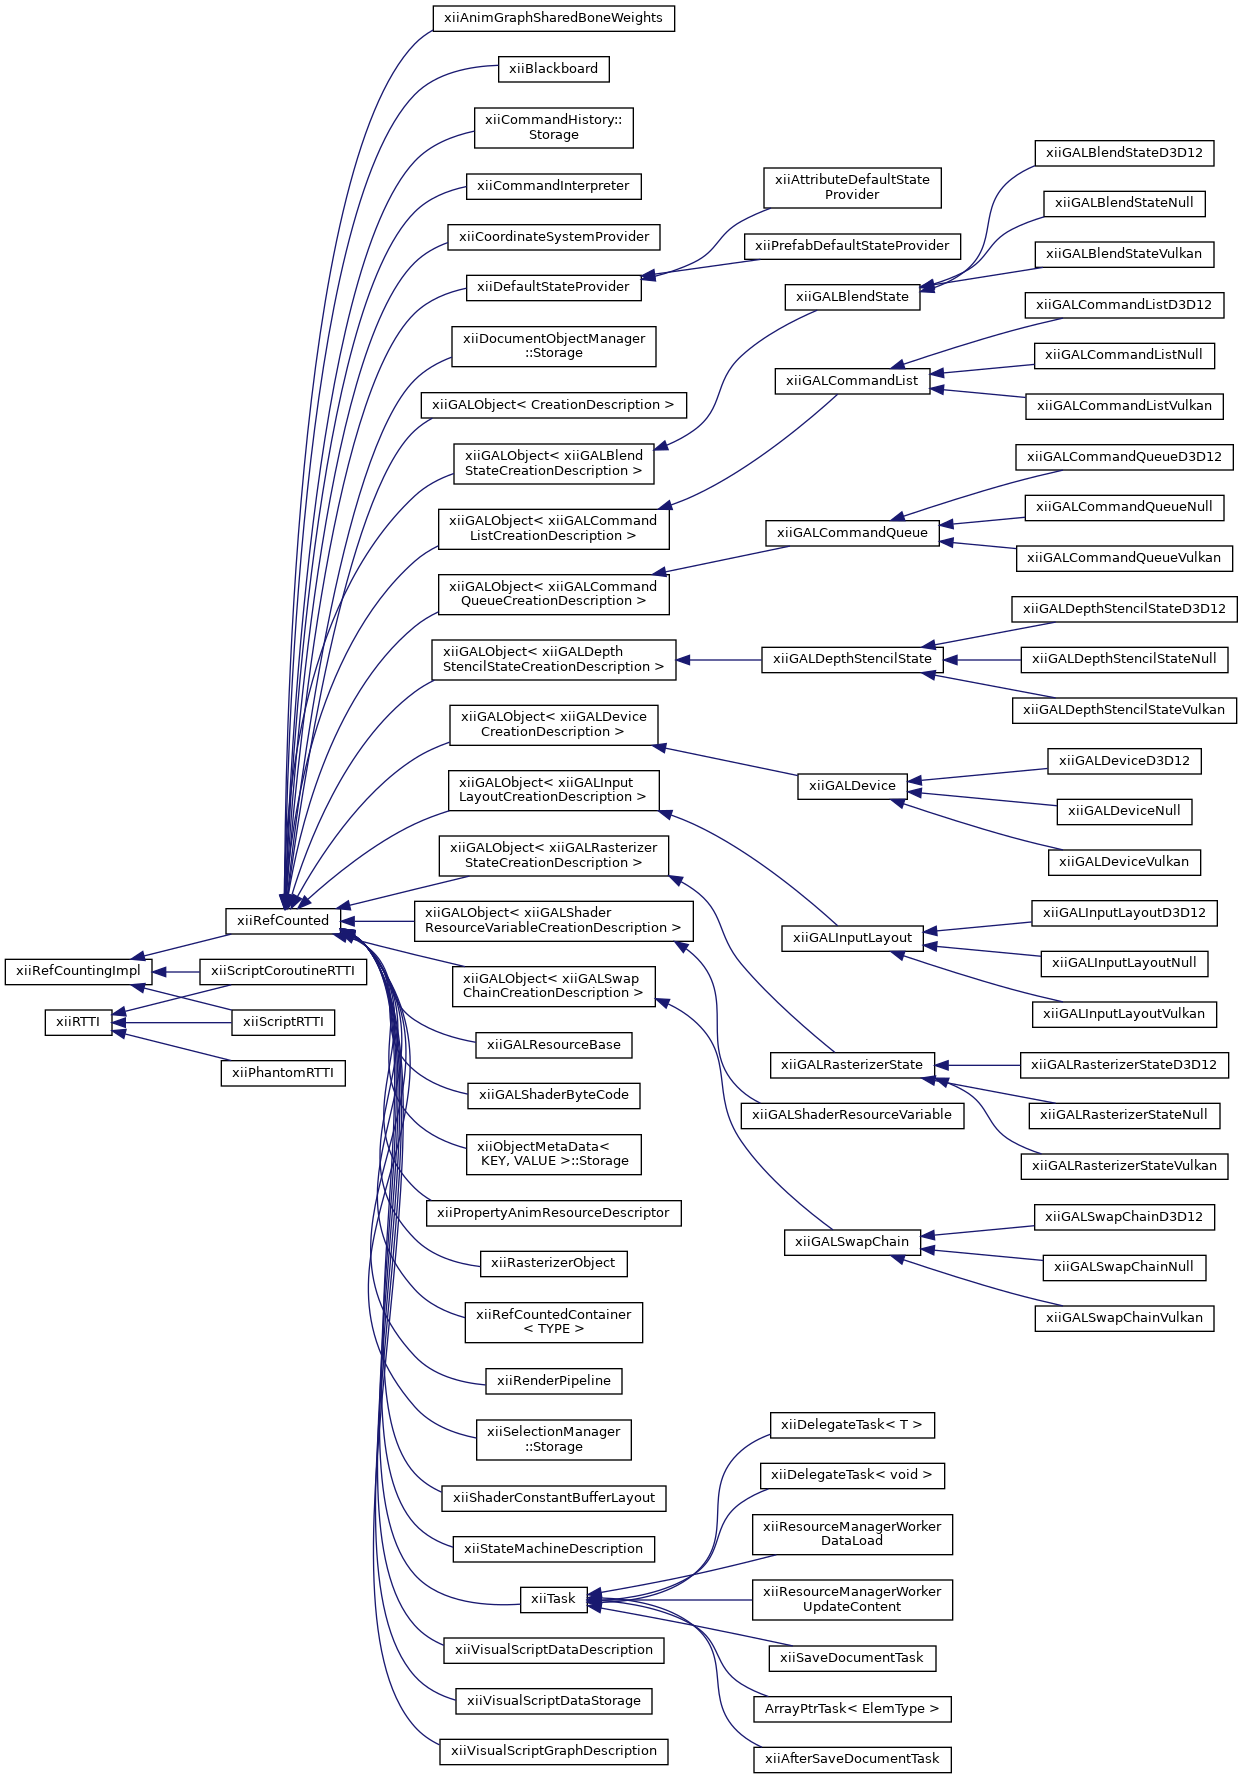 xiiAnimGraphSharedBoneWeights
xiiBlackboard
xiiCommandHistory::
Storage
xiiCommandInterpreter
xiiCoordinateSystemProvider
xiiDefaultStateProvider
xiiDocumentObjectManager
::Storage
xiiGALObject< CreationDescription >
xiiGALObject< xiiGALBlend
StateCreationDescription >
xiiGALObject< xiiGALCommand
ListCreationDescription >
xiiGALObject< xiiGALCommand
QueueCreationDescription >
xiiGALObject< xiiGALDepth
StencilStateCreationDescription >
xiiGALObject< xiiGALDevice
CreationDescription >
xiiGALObject< xiiGALInput
LayoutCreationDescription >
xiiGALObject< xiiGALRasterizer
StateCreationDescription >
xiiGALObject< xiiGALShader
ResourceVariableCreationDescription >
xiiGALObject< xiiGALSwap
ChainCreationDescription >
xiiGALResourceBase
xiiGALShaderByteCode
xiiObjectMetaData<
KEY, VALUE >::Storage
xiiPropertyAnimResourceDescriptor
xiiRasterizerObject
xiiRefCountedContainer
< TYPE >
xiiRenderPipeline
xiiSelectionManager
::Storage
xiiShaderConstantBufferLayout
xiiStateMachineDescription
xiiTask
xiiVisualScriptDataDescription
xiiVisualScriptDataStorage
xiiVisualScriptGraphDescription
xiiRefCounted
xiiRefCountingImpl
xiiScriptCoroutineRTTI
xiiRTTI
xiiScriptRTTI
xiiPhantomRTTI
xiiAttributeDefaultState
Provider
xiiPrefabDefaultStateProvider
xiiGALBlendState
xiiGALCommandList
xiiGALCommandQueue
xiiGALDepthStencilState
xiiGALDevice
xiiGALInputLayout
xiiGALRasterizerState
xiiGALShaderResourceVariable
xiiGALSwapChain
xiiDelegateTask< T >
xiiDelegateTask< void >
xiiResourceManagerWorker
DataLoad
xiiResourceManagerWorker
UpdateContent
xiiSaveDocumentTask
ArrayPtrTask< ElemType >
xiiAfterSaveDocumentTask
xiiGALBlendStateD3D12
xiiGALBlendStateNull
xiiGALBlendStateVulkan
xiiGALCommandListD3D12
xiiGALCommandListNull
xiiGALCommandListVulkan
xiiGALCommandQueueD3D12
xiiGALCommandQueueNull
xiiGALCommandQueueVulkan
xiiGALDepthStencilStateD3D12
xiiGALDepthStencilStateNull
xiiGALDepthStencilStateVulkan
xiiGALDeviceD3D12
xiiGALDeviceNull
xiiGALDeviceVulkan
xiiGALInputLayoutD3D12
xiiGALInputLayoutNull
xiiGALInputLayoutVulkan
xiiGALRasterizerStateD3D12
xiiGALRasterizerStateNull
xiiGALRasterizerStateVulkan
xiiGALSwapChainD3D12
xiiGALSwapChainNull
xiiGALSwapChainVulkan